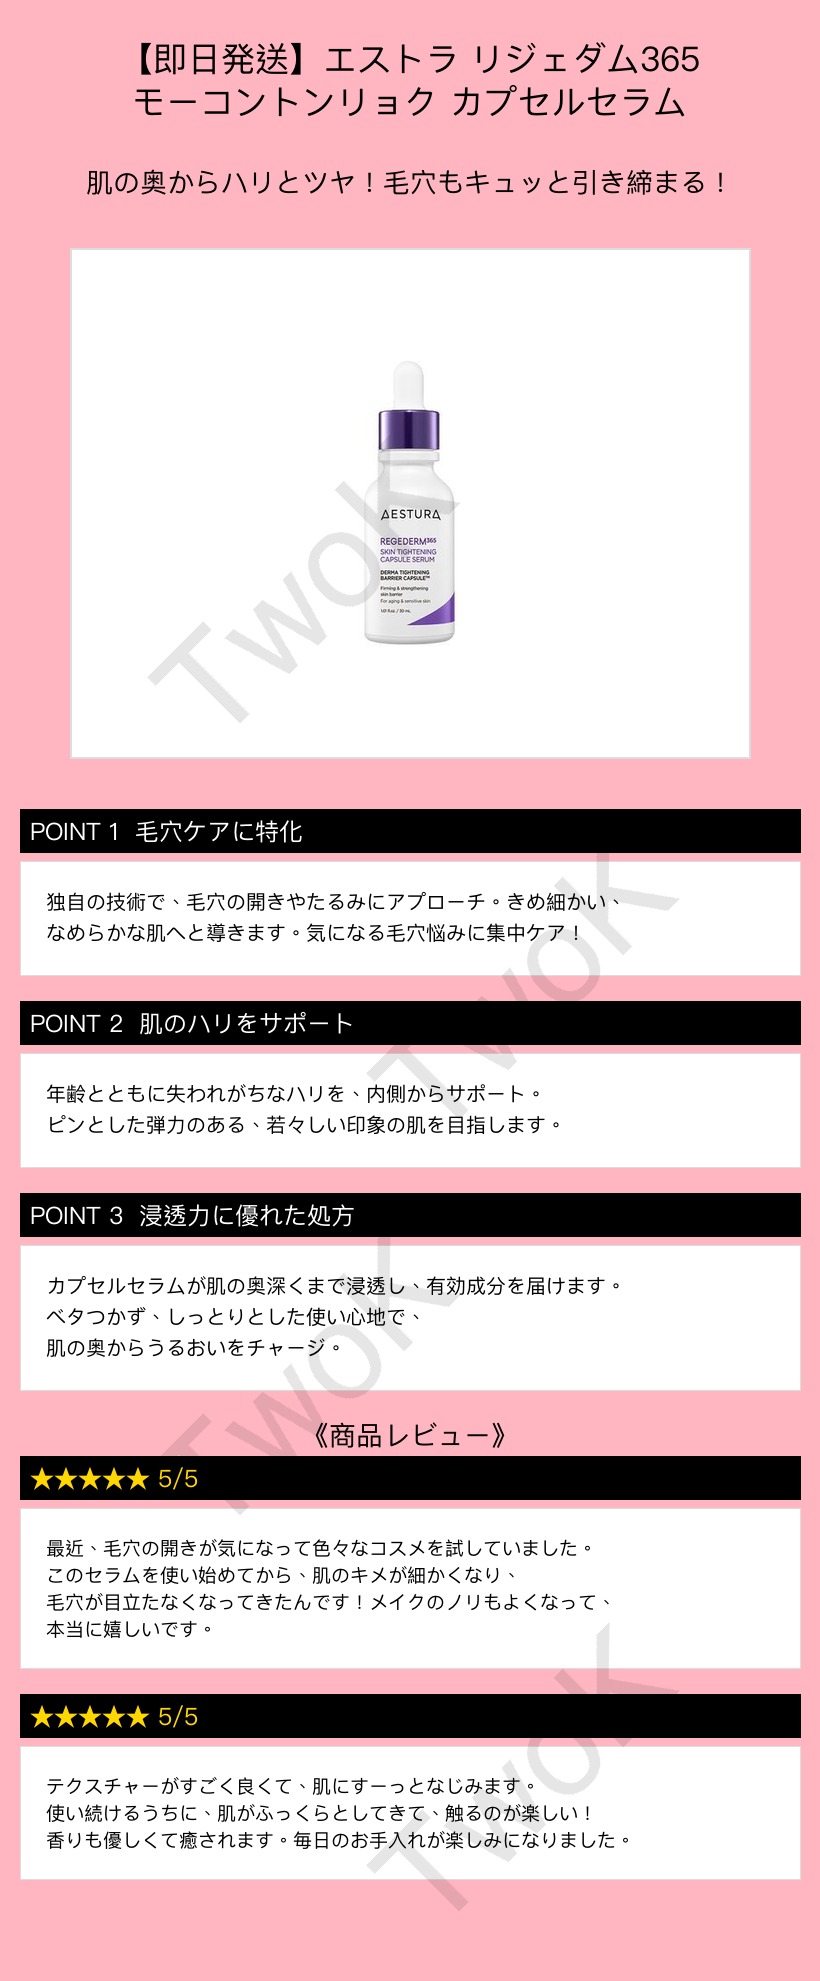 【即日発送】エストラ リジェダム365
モーコントンリョク カプセルセラム
肌の奥からハリとツヤ！毛穴もキュッと引き締まる！
AESTURA
REGEDERM365
SKIN TIGHTENING
CAPSULE SERUM
DERMA TIGHTENING
BARRIER CAPSULE™
Firming & strengthening
skin barrier
For aging & sensitive skin
1.01 fl.oz. / 30 mL
TwoK
POINT 1 毛穴ケアに特化
独自の技術で、毛穴の開きやたるみにアプローチ。きめ細かい、
なめらかな肌へと導きます。気になる毛穴悩みに集中ケア！
TwoK
POINT 2 肌のハリをサポート
年齢とともに失われがちなハリを、内側からサポート。
ピンとした弾力のある、若々しい印象の肌を目指します。
POINT 3 浸透力に優れた処方
カプセルセラムが肌の奥深くまで浸透し、有効成分を届けます。
ベタつかず、しっとりとした使い心地で、
肌の奥からうるおいをチャージ。
TwoK
《商品レビュー》
★★★★★ 5/5
最近、毛穴の開きが気になって色々なコスメを試していました。
このセラムを使い始めてから、肌のキメが細かくなり、
毛穴が目立たなくなってきたんです！メイクのノリもよくなって、
本当に嬉しいです。
★★★★★ 5/5
テクスチャーがすごく良くて、肌にすーっとなじみます。
使い続けるうちに、肌がふっくらとしてきて、触るのが楽しい！
香りも優しくて癒されます。毎日のお手入れが楽しみになりました。
TwoK